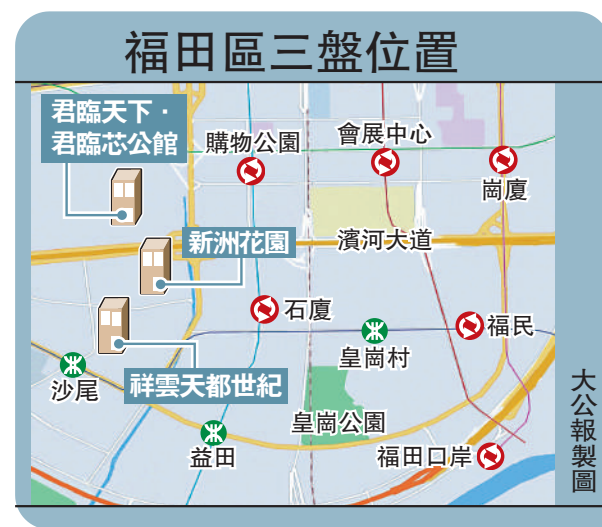 福田區三盤位置
君臨天下．
君臨芯公館
購物公園
會展中心
崗廈
新洲花園
濱河大道
石廈
皇崗村
福民
沙尾
祥雲天都世紀
皇崗公園
益田
福田口岸
大公報製圖